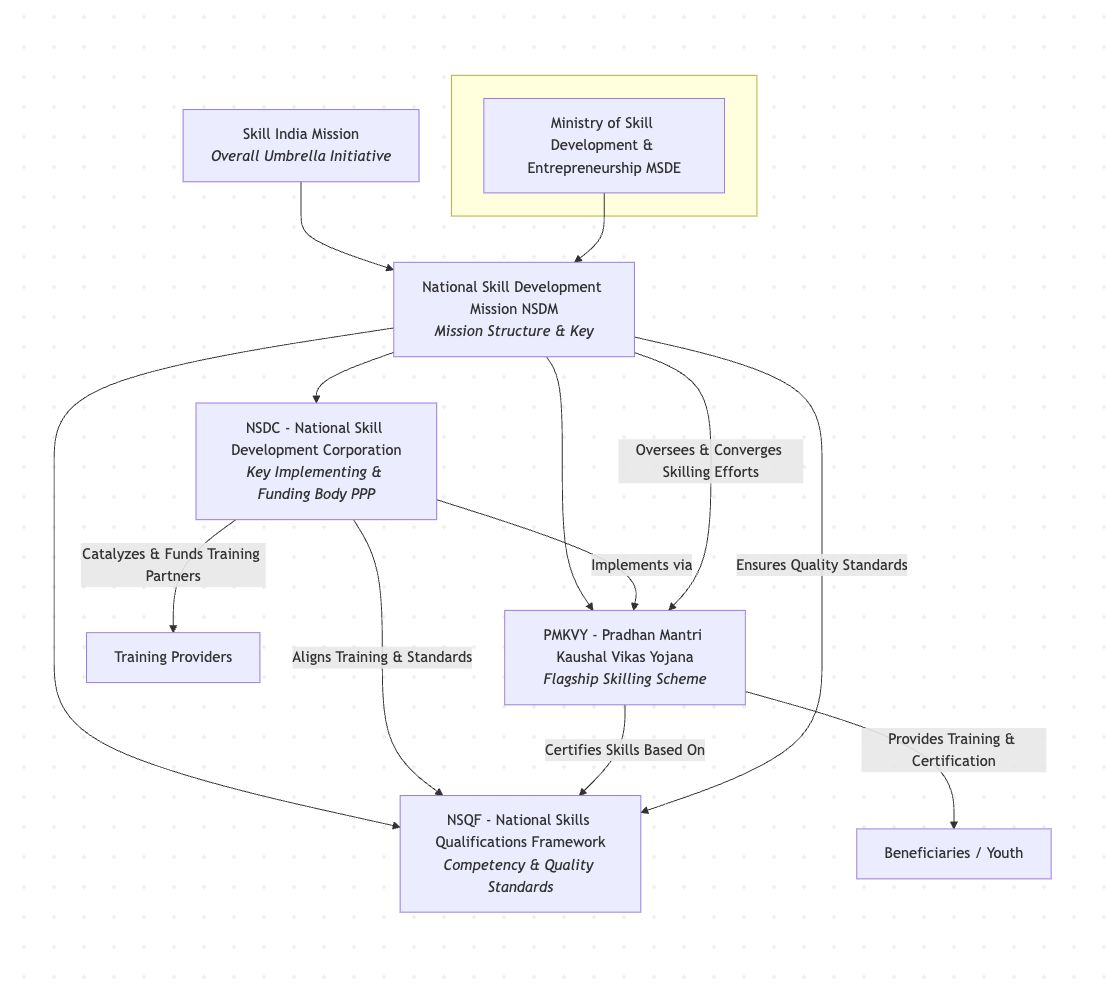 Skill India Mission
Overall Umbrella Initiative
Ministry of Skill
Development &
Entrepreneurship MSDE
National Skill Development
Mission NSDM
Mission Structure & Key
NSDC - National Skill
Development Corporation
Key Implementing &
Funding Body PPP
Oversees & Converges
Skilling Efforts
Catalyzes & Funds Training
Partners
Implements via
Ensures Quality Standards
Training Providers
Aligns Training & Standards
PMKVY - Pradhan Mantri
Kaushal Vikas Yojana
Flagship Skilling Scheme
Certifies Skills Based On
Provides Training &
Certification
NSQF - National Skills
Qualifications Framework
Competency & Quality
Standards
Beneficiaries / Youth